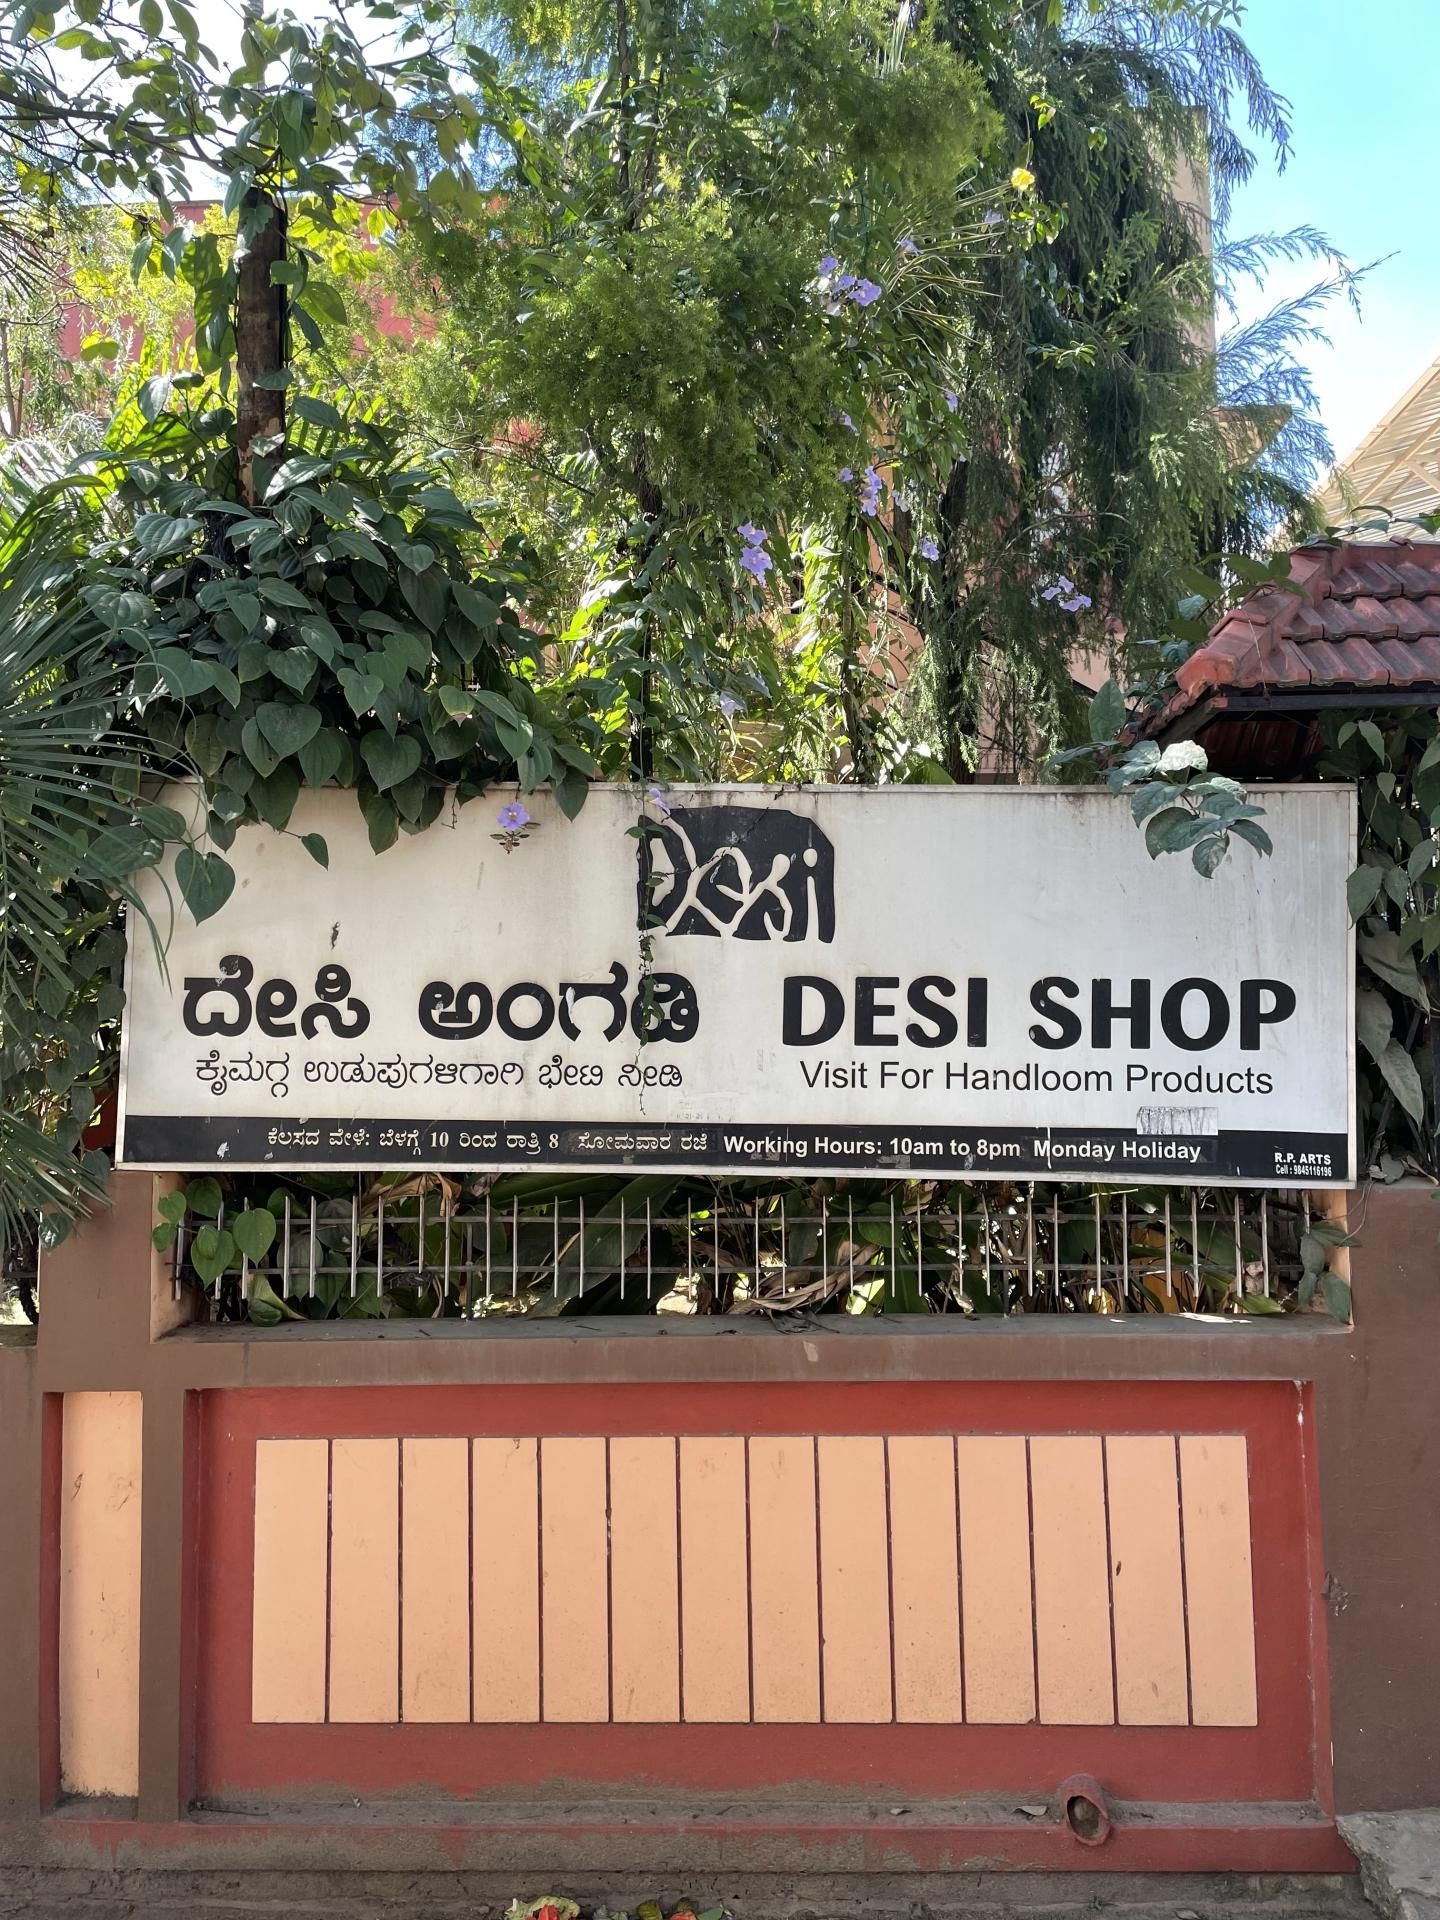 Desi
ದೇಸಿ ಅಂಗಡಿ DESI SHOP
ಕೈಮಗ್ಗ ಉಡುಪುಗಳಿಗಾಗಿ ಭೇಟಿ ನೀಡಿ Visit For Handloom Products
ಕೆಲಸದ ವೇಳೆ: ಬೆಳಗ್ಗೆ 10 ರಿಂದ ರಾತ್ರಿ 8 ಸೋಮವಾರ ರಜೆ Working Hours: 10am to 8pm Monday Holiday
R.P. ARTS
Cell : 9845116196